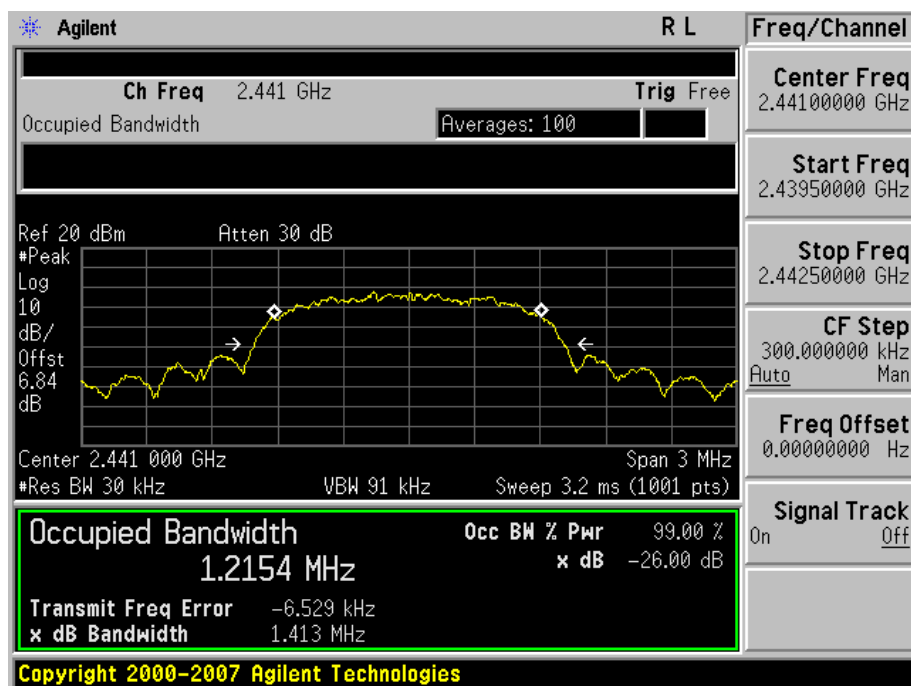 Agilent R L Freq/Channel
Ch Freq 2.441 GHz Trig Free
Occupied Bandwidth Averages: 100
Center Freq
2.44100000 GHz
Start Freq
2.43950000 GHz
Stop Freq
2.44250000 GHz
CF Step
300.000000 kHz
Auto Man
Freq Offset
0.00000000 Hz
Signal Track
On Off
Ref 20 dBm Atten 30 dB
#Peak
Log
10
dB/
Offst
6.84
dB
Center 2.441 000 GHz Span 3 MHz
#Res BW 30 kHz VBW 91 kHz Sweep 3.2 ms (1001 pts)
Occupied Bandwidth Occ BW % Pwr 99.00 %
1.2154 MHz x dB -26.00 dB
Transmit Freq Error -6.529 kHz
x dB Bandwidth 1.413 MHz
Copyright 2000-2007 Agilent Technologies